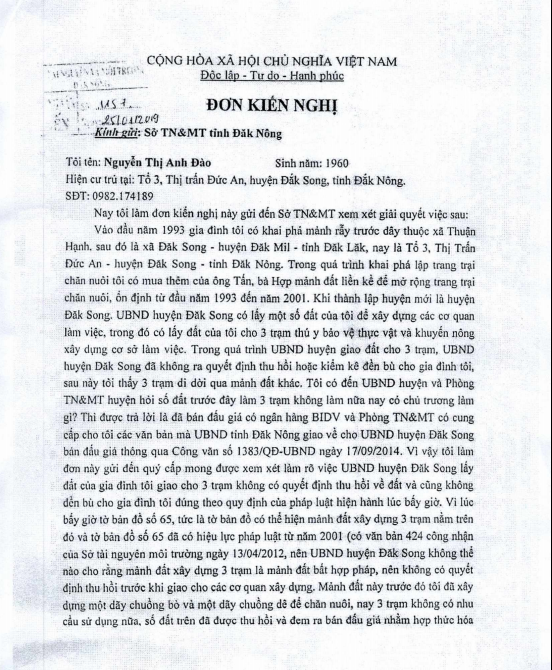 CỘNG HÒA XÃ HỘI CHỦ NGHĨA VIỆT NAM
Độc lập - Tự do - Hạnh phúc
ĐƠN KIẾN NGHỊ
1157
25/01/2019
Kính gửi: Sở TN&MT tỉnh Đăk Nông
Tôi tên: Nguyễn Thị Anh Đào Sinh năm: 1960
Hiện cư trú tại: Tổ 3, Thị trấn Đức An, huyện Đắk Song, tỉnh Đắk Nông.
SĐT: 0982.174189
Nay tôi làm đơn kiến nghị này gửi đến Sở TN&MT xem xét giải quyết việc sau:
Vào đầu năm 1993 gia đình tôi có khai phá mảnh rẫy trước đây thuộc xã Thuận
Hạnh, sau đó là xã Đăk Song - huyện Đăk Mil - tỉnh Đăk Lăk, nay là Tổ 3, Thị Trấn
Đức An - huyện Đăk Song - tỉnh Đăk Nông. Trong quá trình khai phá lập trang trại
chăn nuôi tôi có mua thêm của ông Tấn, bà Hợp mảnh đất liền kề để mở rộng trang trại
chăn nuôi, ổn định từ đầu năm 1993 đến năm 2001. Khi thành lập huyện mới là huyện
Đăk Song. UBND huyện Đăk Song có lấy một số đất của tôi để xây dựng các cơ quan
làm việc, trong đó có lấy đất của tôi cho 3 trạm thú y bảo vệ thực vật và khuyến nông
xây dựng cơ sở làm việc. Trong quá trình UBND huyện giao đất cho 3 trạm, UBND
huyện Đăk Song đã không ra quyết định thu hồi hoặc kiểm kê đền bù cho gia đình tôi,
sau này tôi thấy 3 trạm di dời qua mảnh đất khác. Tôi có đến UBND huyện và Phòng
TN&MT huyện hỏi số đất trước đây làm 3 trạm không làm nữa nay có chủ trương làm
gì? Thì được trả lời là đã bán đấu giá có ngân hàng BIDV và Phòng TN&MT có cung
cấp cho tôi các văn bản mà UBND tỉnh Đăk Nông giao về cho UBND huyện Đăk Song
bán đấu giá thông qua Công văn số 1383/QĐ-UBND ngày 17/09/2014. Vì vậy tôi làm
đơn này gửi đến quý cấp mong được xem xét làm rõ việc UBND huyện Đăk Song lấy
đất của gia đình tôi giao cho 3 trạm không có quyết định thu hồi về đất và cũng không
đền bù cho gia đình tôi đúng theo quy định của pháp luật hiện hành lúc bấy giờ. Vì lúc
bấy giờ tờ bản đồ số 65, tức là tờ bản đồ có thể hiện mảnh đất xây dựng 3 trạm nằm trên
đó và tờ bản đồ số 65 đã có hiệu lực pháp luật từ năm 2001 (có văn bản 424 công nhận
của Sở tài nguyên môi trường ngày 13/04/2012, nên UBND huyện Đăk Song không thể
nào cho rằng mảnh đất xây dựng 3 trạm là mảnh đất bất hợp pháp, nên không có quyết
định thu hồi trước khi giao cho các cơ quan xây dựng. Mảnh đất này trước đó tôi đã xây
dựng một dãy chuồng bò và một dãy chuồng dê để chăn nuôi, nay 3 trạm không có nhu
cầu sử dụng nữa, số đất trên đã được thu hồi và đem ra bán đấu giá nhằm hợp thức hóa